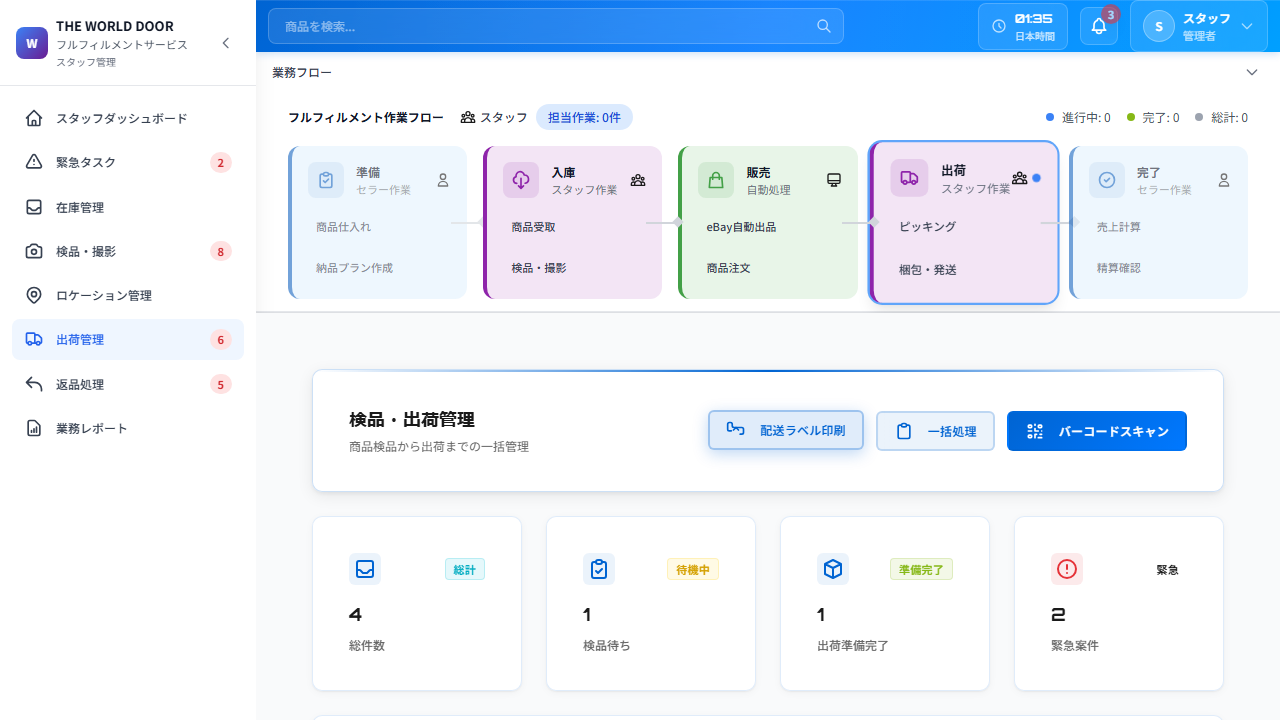 W
THE WORLD DOOR
フルフィルメントサービス
スタッフ管理
スタッフダッシュボード
緊急タスク
2
在庫管理
検品・撮影
8
ロケーション管理
出荷管理
6
返品処理
5
業務レポート
商品を検索...
01:35
日本時間
3
S
スタッフ
管理者
業務フロー
フルフィルメント作業フロー
スタッフ
担当作業: 0件
進行中: 0
完了: 0
総計: 0
準備
セラー作業
商品仕入れ
納品プラン作成
入庫
スタッフ作業
商品受取
検品・撮影
販売
自動処理
eBay自動出品
商品注文
出荷
スタッフ作業
ピッキング
梱包・発送
完了
セラー作業
売上計算
精算確認
検品・出荷管理
商品検品から出荷までの一括管理
配送ラベル印刷
一括処理
バーコードスキャン
総計
4
総件数
待機中
1
検品待ち
準備完了
1
出荷準備完了
緊急
2
緊急案件